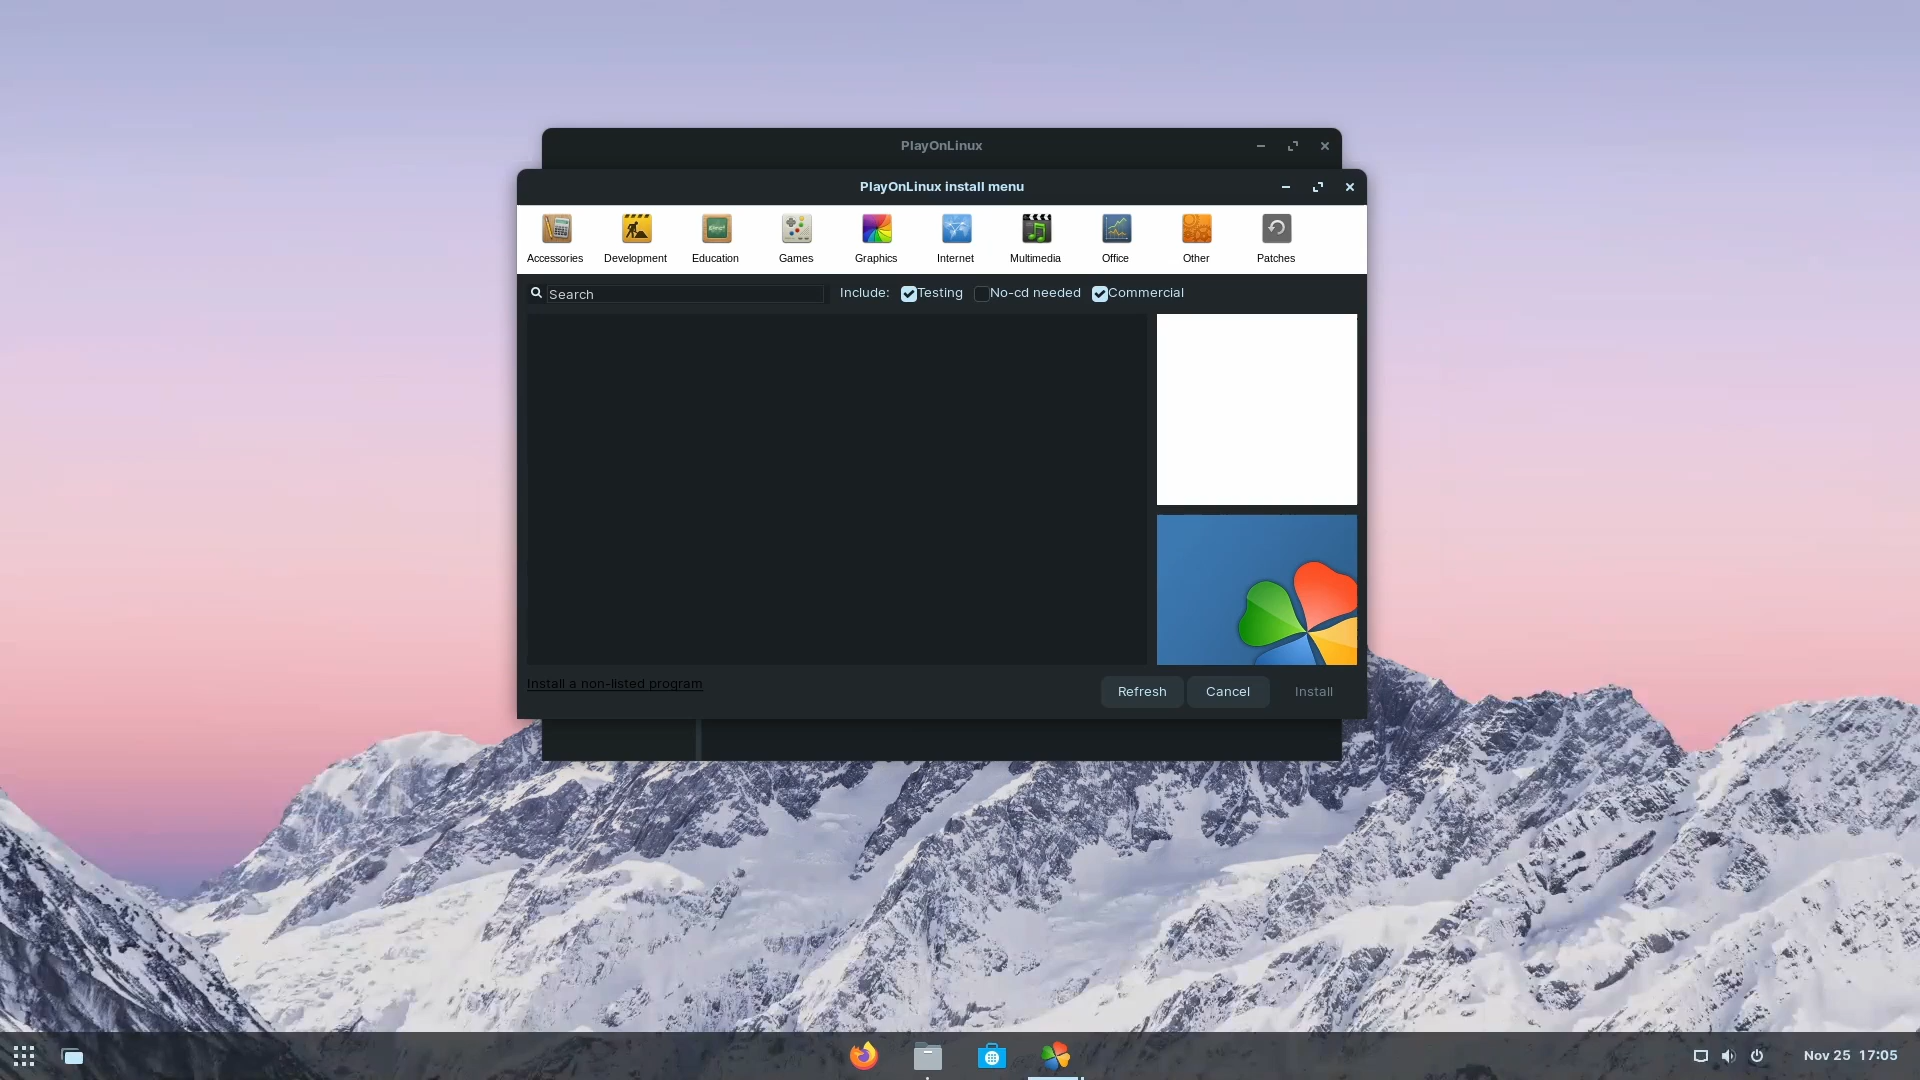 PlayOnLinux
PlayOnLinux install menu
Accessories Development Education Games Graphics Internet Multimedia Office Other Patches
Search Include: Testing No-cd needed Commercial
Install a non-listed program
Refresh Cancel Install
Nov 25 17:05